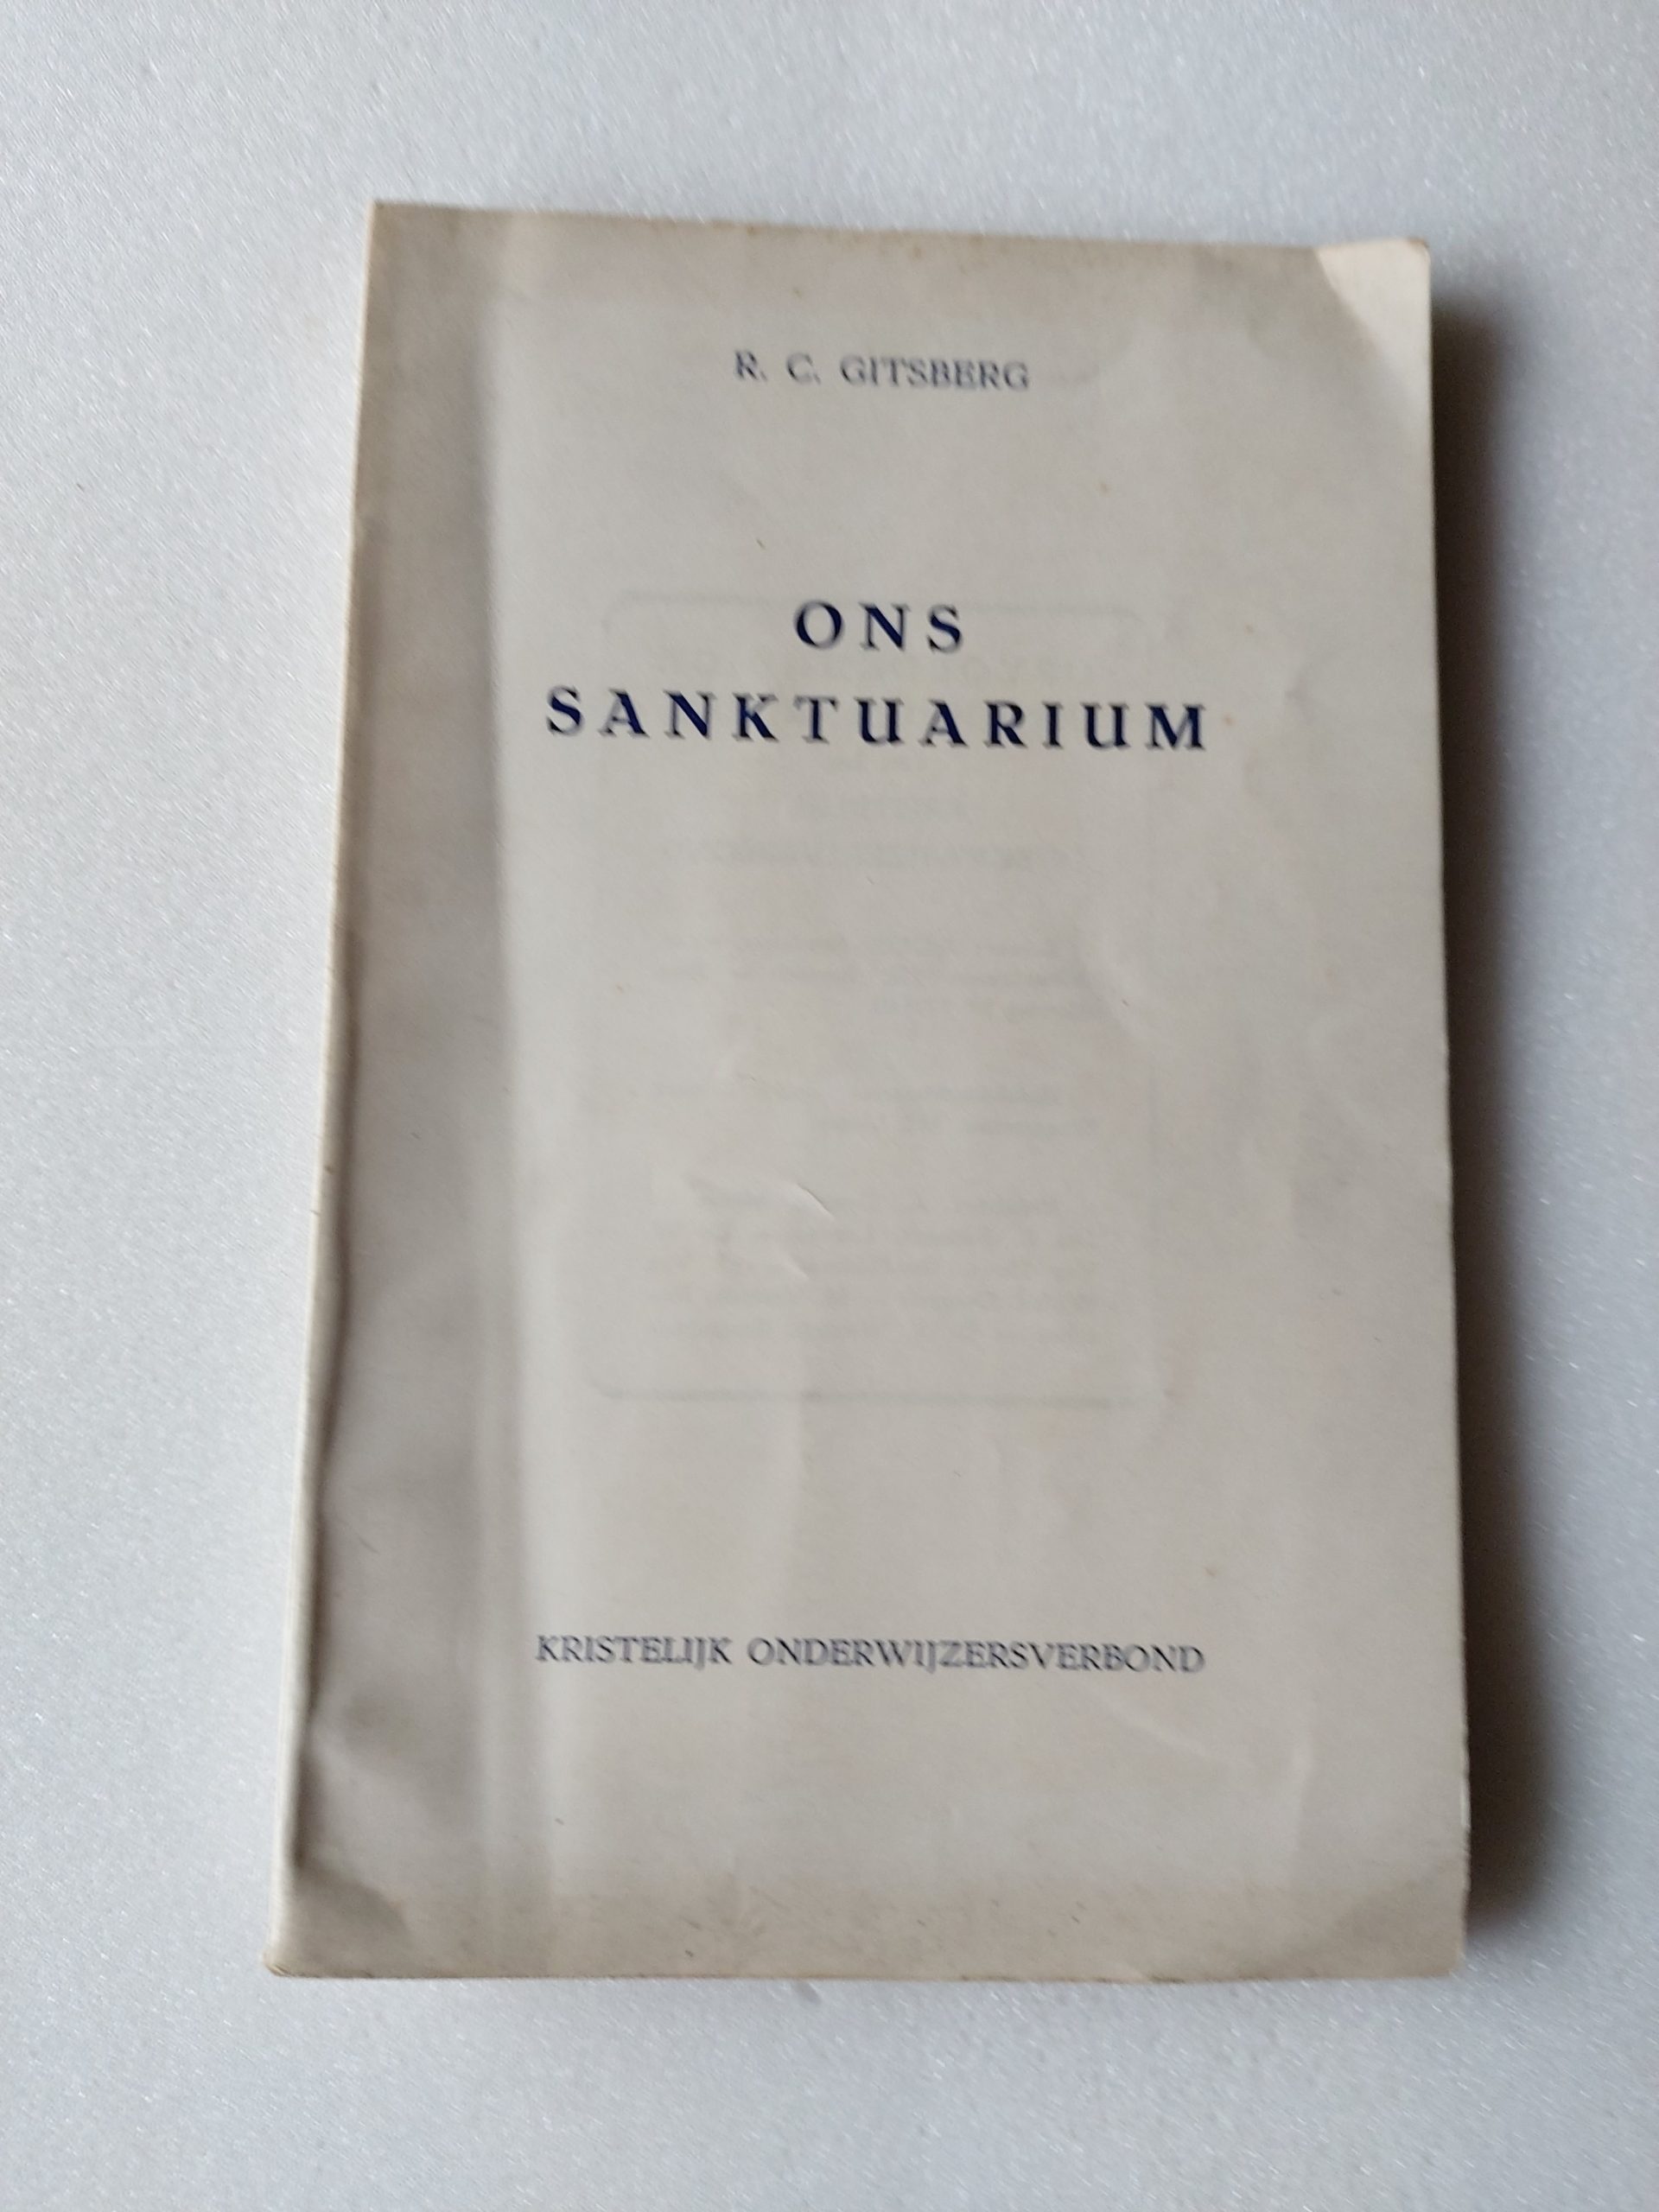 R. C. GITSBERG
ONS
SANKTUARIUM
KRISTELIJK ONDERWIJZERSVERBOND